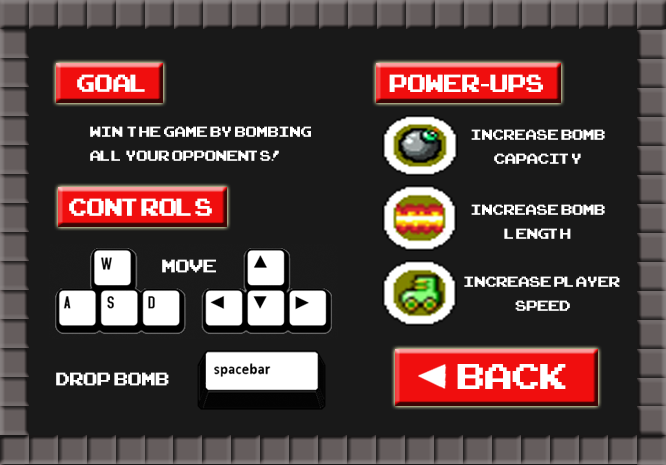 GOAL
WIN THE GAME BY BOMBING
ALL YOUR OPPONENTS!
CONTROLS
W
MOVE
A S D
DROP BOMB
spacebar
POWER-UPS
INCREASE BOMB
CAPACITY
INCREASE BOMB
LENGTH
INCREASE PLAYER
SPEED
BACK